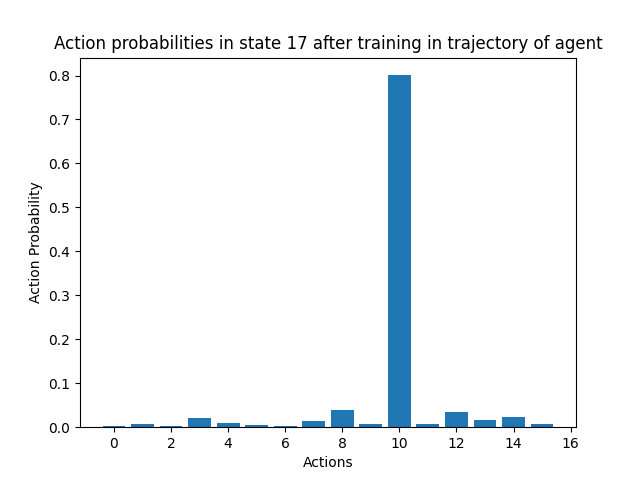 Action probabilities in state 17 after training in trajectory of agent
0.8
0.7
0.6
0.5
0.4
0.3
0.2
0.1
0.0
Action Probability
0 2 4 6 8 10 12 14 16
Actions